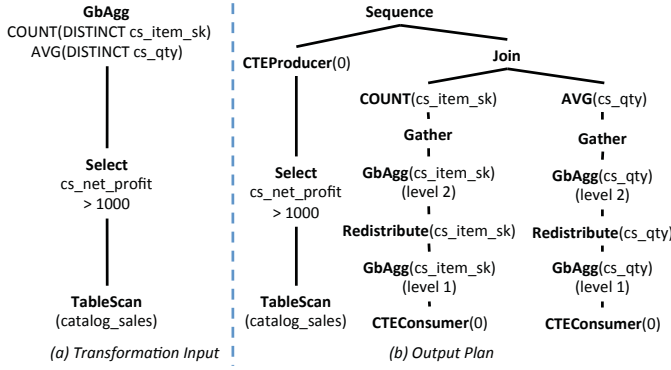 GbAgg
COUNT(DISTINCT cs_item_sk)
AVG(DISTINCT cs_qty)
Select
cs_net_profit
> 1000
TableScan
(catalog_sales)
(a) Transformation Input
Sequence
CTEProducer(0)
Join
Select
cs_net_profit
> 1000
TableScan
(catalog_sales)
COUNT(cs_item_sk)
Gather
GbAgg(cs_item_sk)
(level 2)
Redistribute(cs_item_sk)
GbAgg(cs_item_sk)
(level 1)
CTEConsumer(0)
AVG(cs_qty)
Gather
GbAgg(cs_qty)
(level 2)
Redistribute(cs_qty)
GbAgg(cs_qty)
(level 1)
CTEConsumer(0)
(b) Output Plan